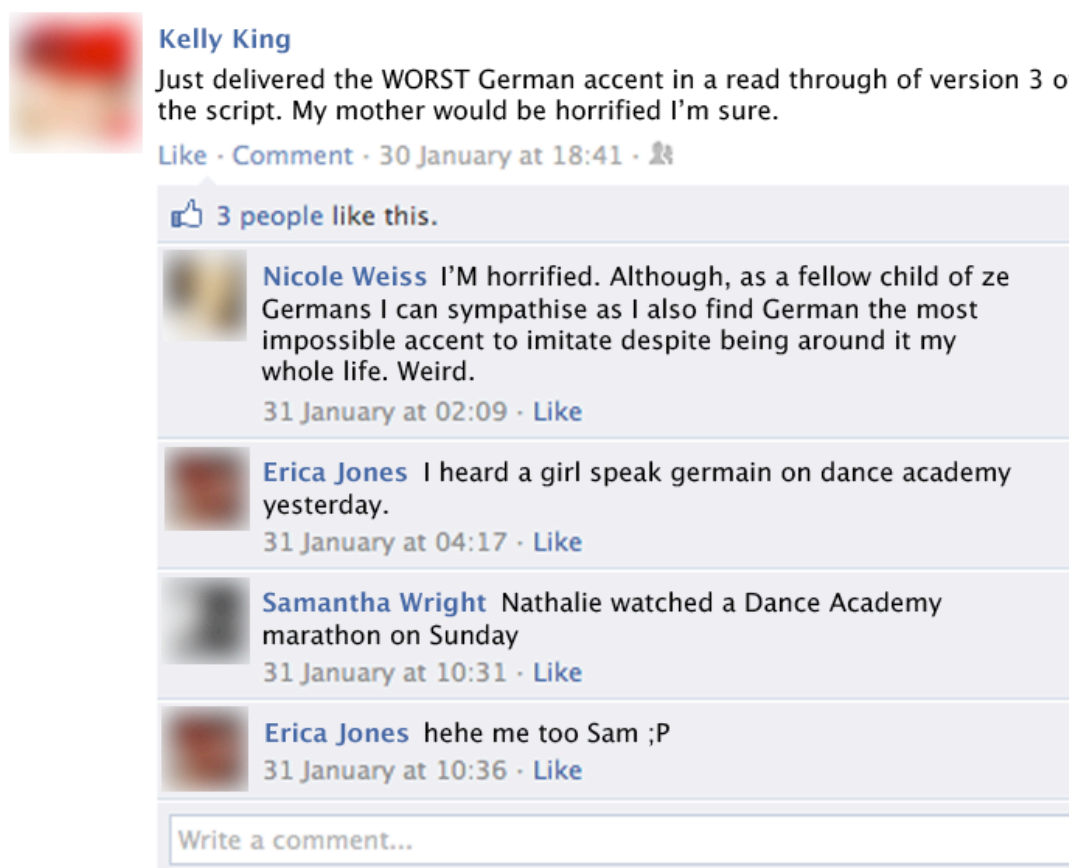 Kelly King
Just delivered the WORST German accent in a read through of version 3 o
the script. My mother would be horrified I'm sure.
Like · Comment · 30 January at 18:41 ·
3 people like this.
Nicole Weiss I'M horrified. Although, as a fellow child of ze
Germans I can sympathise as I also find German the most
impossible accent to imitate despite being around it my
whole life. Weird.
31 January at 02:09 · Like
Erica Jones I heard a girl speak germain on dance academy
yesterday.
31 January at 04:17 · Like
Samantha Wright Nathalie watched a Dance Academy
marathon on Sunday
31 January at 10:31 · Like
Erica Jones hehe me too Sam ;P
31 January at 10:36 · Like
Write a comment...